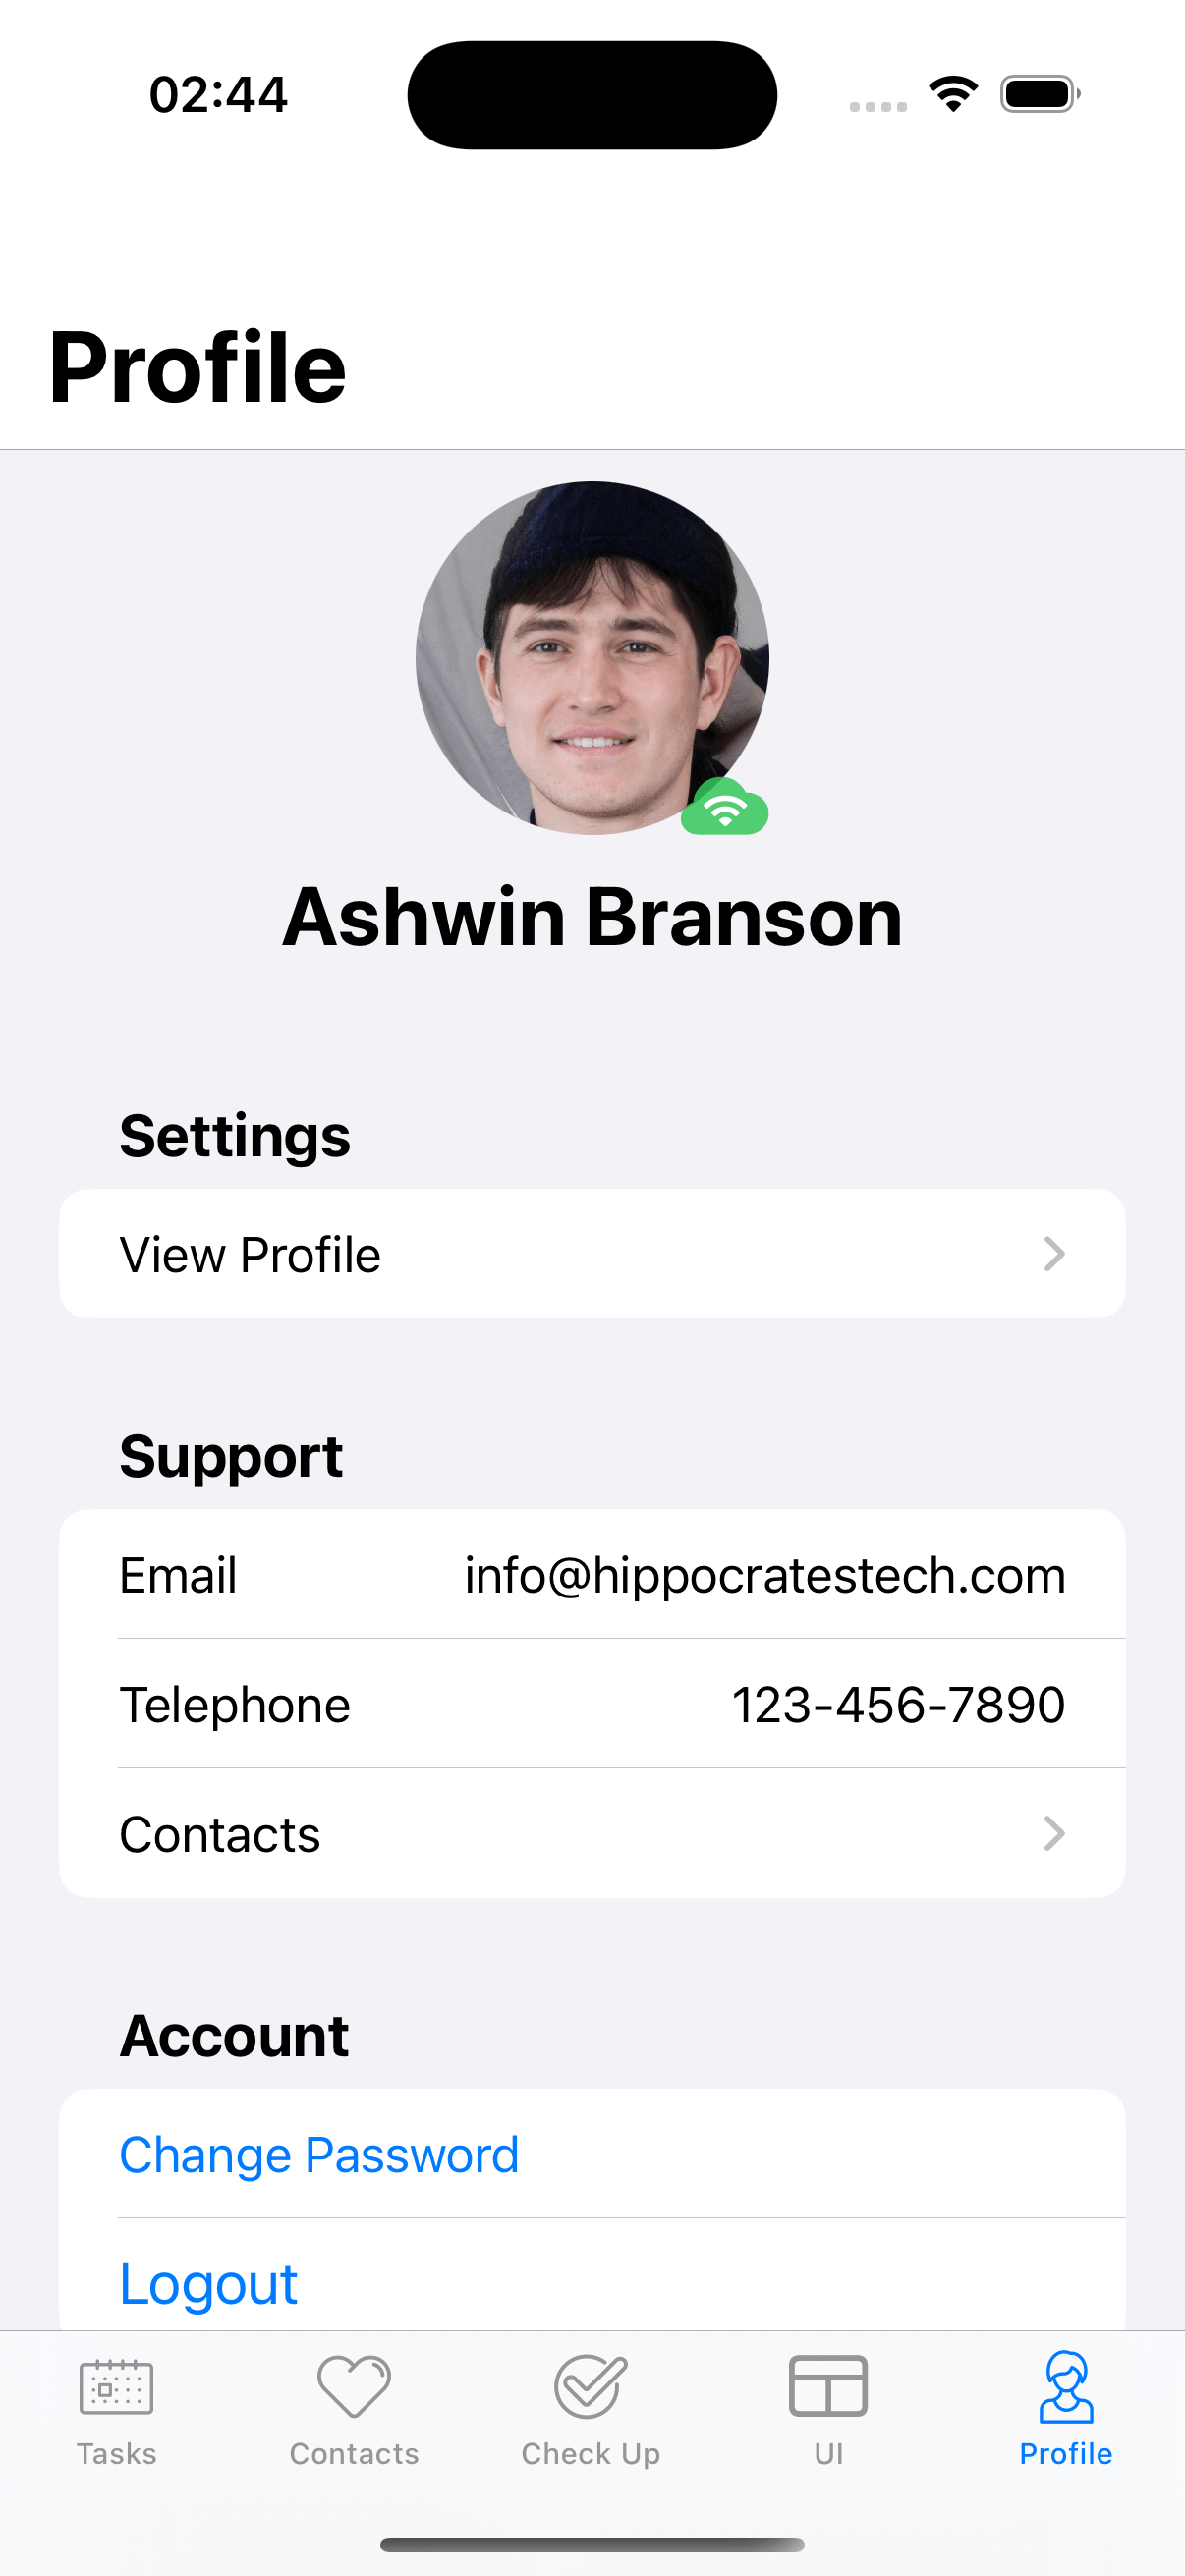 02:44
Profile
Ashwin Branson
Settings
View Profile
Support
Email info@hippocratestech.com
Telephone 123-456-7890
Contacts
Account
Change Password
Logout
Tasks Contacts Check Up UI Profile